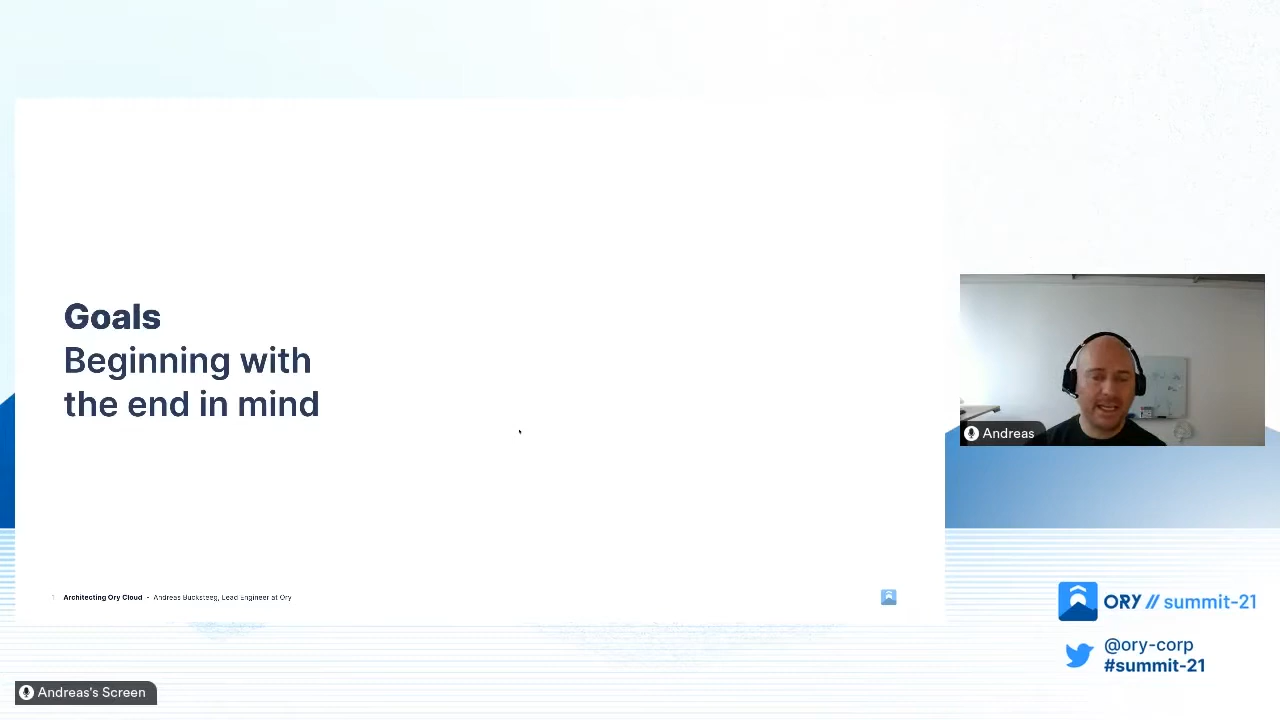 Goals
Beginning with
the end in mind
1 Architecting Ory Cloud - Andreas Bucksteeg, Lead Engineer at Ory
Andreas
ORY // summit-21
@ory-corp
#summit-21
Andreas's Screen